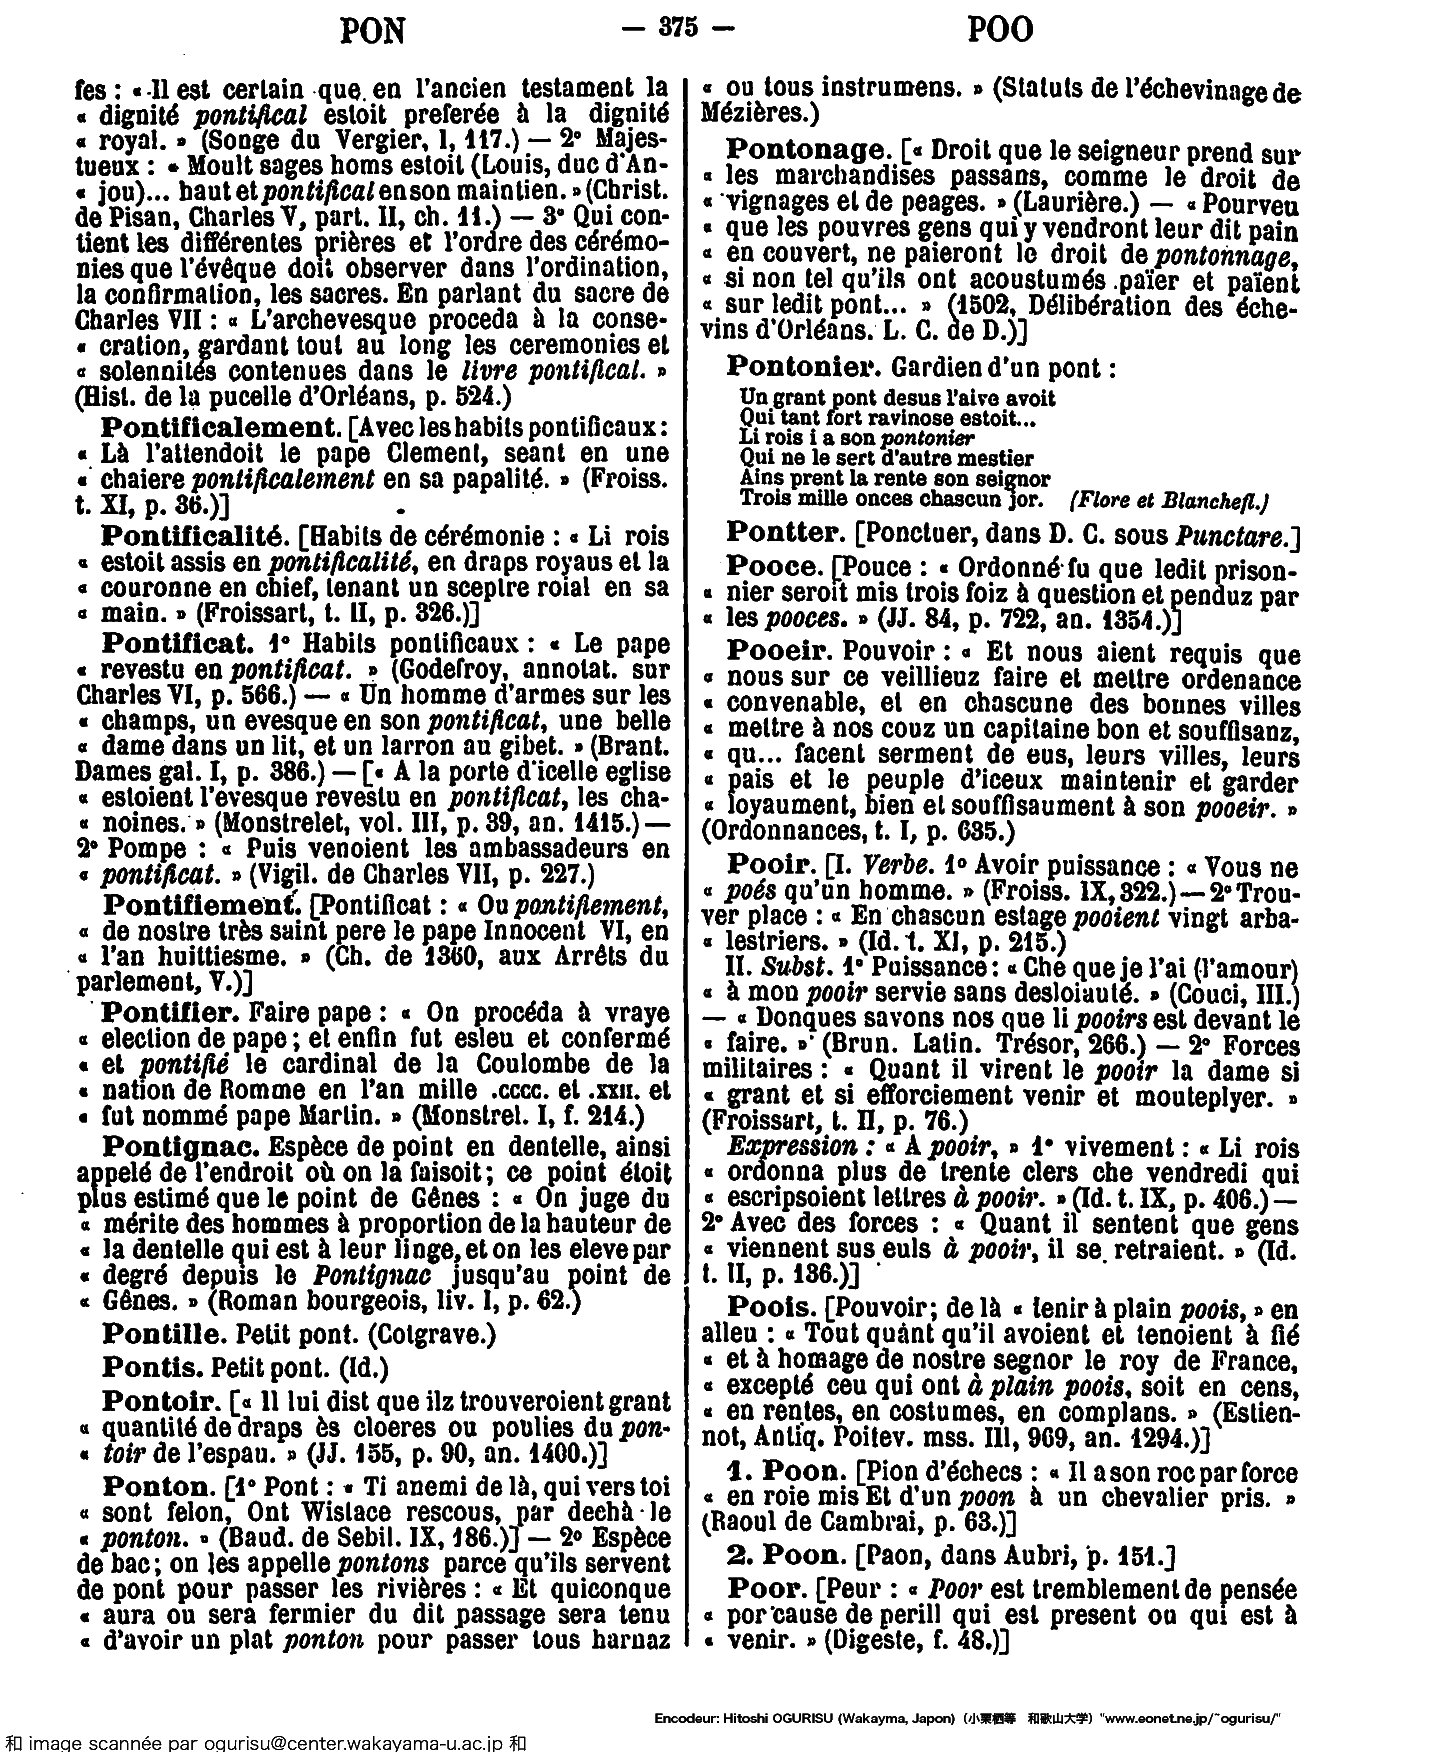 PON — 375 — POO
fes : « Il est certain que en l'ancien testament la
« dignité pontifical estoit preferée à la dignité
« royal. » (Songe du Vergier, I, 117.) — 2° Majes-
tueux : « Moult sages homs estoit (Louis, duc d'An-
« jou)... haut et pontifical en son maintien. » (Christ.
de Pisan, Charles V, part. II, ch. 11.) — 3° Qui con-
tient les différentes prières et l'ordre des cérémo-
nies que l'évêque doit observer dans l'ordination,
la confirmation, les sacres. En parlant du sacre de
Charles VII : « L'archevesque proceda à la conse-
« cration, gardant tout au long les ceremonies et
« solennités contenues dans le livre pontifical. »
(Hist. de la pucelle d'Orléans, p. 524.)
Pontificalement. [Avec les habits pontificaux :
« Là l'attendoit le pape Clement, seant en une
« chaiere pontificalement en sa papalité. » (Froiss.
t. XI, p. 36.)]
Pontificalité. [Habits de cérémonie : « Li rois
« estoit assis en pontificalité, en draps royaus et la
« couronne en chief, tenant un sceptre roial en sa
« main. » (Froissart, t. II, p. 326.)]
Pontificat. 1° Habits pontificaux : « Le pape
« revestu en pontificat. » (Godefroy, annotat. sur
Charles VI, p. 566.) — « Un homme d'armes sur les
« champs, un evesque en son pontificat, une belle
« dame dans un lit, et un larron au gibet. » (Brant.
Dames gal. I, p. 386.) — [« A la porte d'icelle eglise
« estoient l'evesque revestu en pontificat, les cha-
« noines. » (Monstrelet, vol. III, p. 39, an. 1415.) —
2° Pompe : « Puis venoient les ambassadeurs en
« pontificat. » (Vigil. de Charles VII, p. 227.)
Pontifiement. [Pontificat : « Ou pontifiement,
« de nostre très saint pere le pape Innocent VI, en
« l'an huittiesme. » (Ch. de 1360, aux Arrêts du
parlement, V.)]
Pontifier. Faire pape : « On procéda à vraye
« election de pape ; et enfin fut esleu et confermé
« et pontifié le cardinal de la Coulombe de la
« nation de Romme en l'an mille .cccc. et .xxii. et
« fut nommé pape Martin. » (Monstrel. I, f. 214.)
Pontignac. Espèce de point en dentelle, ainsi
appelé de l'endroit où on la faisoit ; ce point étoit
plus estimé que le point de Gênes : « On juge du
« mérite des hommes à proportion de la hauteur de
« la dentelle qui est à leur linge, et on les eleve par
« degré depuis le Pontignac jusqu'au point de
« Gênes. » (Roman bourgeois, liv. I, p. 62.)
Pontille. Petit pont. (Cotgrave.)
Pontis. Petit pont. (Id.)
Pontoir. [« Il lui dist que ilz trouveroient grant
« quantité de draps ès cloeres ou poulies du pon-
« toir de l'espau. » (JJ. 155, p. 90, an. 1400.)]
Ponton. [1° Pont : « Ti anemi de là, qui vers toi
« sont felon, Ont Wistace rescous, par dechà le
« ponton. » (Baud. de Sebil. IX, 186.)] — 2° Espèce
de bac ; on les appelle pontons parce qu'ils servent
de pont pour passer les rivières : « Et quiconque
« aura ou sera fermier du dit passage sera tenu
« d'avoir un plat ponton pour passer tous harnaz
« ou tous instrumens. » (Statuts de l'échevinage de
Mézières.)
Pontonage. [« Droit que le seigneur prend sur
« les marchandises passans, comme le droit de
« vignages et de peages. » (Laurière.) — « Pourveu
« que les pouvres gens qui y vendront leur dit pain
« en couvert, ne paieront le droit de pontonnage,
« si non tel qu'ils ont acoustumés païer et païent
« sur ledit pont... » (1502, Délibération des éche-
vins d'Orléans. L. C. de D.)]
Pontonier. Gardien d'un pont :
Un grant pont desus l'aive avoit
Qui tant fort ravinose estoit...
Li rois i a son pontonier
Qui ne le sert d'autre mestier
Ains prent la rente son seignor
Trois mille onces chascun jor. (Flore et Blanchefl.)
Pontter. [Ponctuer, dans D. C. sous Punctare.]
Pooce. [Pouce : « Ordonné fu que ledit prison-
« nier seroit mis trois foiz à question et penduz par
« les pooces. » (JJ. 84, p. 722, an. 1354.)]
Pooeir. Pouvoir : « Et nous aient requis que
« nous sur ce veillieuz faire et mettre ordenance
« convenable, et en chascune des bonnes villes
« mettre à nos couz un capitaine bon et souffisanz,
« qu... facent serment de eus, leurs villes, leurs
« pais et le peuple d'iceux maintenir et garder
« loyaument, bien et souffisaument à son pooeir. »
(Ordonnances, t. I, p. 635.)
Pooir. [I. Verbe. 1° Avoir puissance : « Vous ne
« poés qu'un homme. » (Froiss. IX, 322.) — 2° Trou-
ver place : « En chascun estage pooient vingt arba-
« lestriers. » (Id. t. XI, p. 215.)
II. Subst. 1° Puissance : « Che que je l'ai (l'amour)
« à mon pooir servie sans desloiauté. » (Couci, III.)
— « Donques savons nos que li pooirs est devant le
« faire. » (Brun. Latin. Trésor, 266.) — 2° Forces
militaires : « Quant il virent le pooir la dame si
« grant et si efforciement venir et mouteplyer. »
(Froissart, t. II, p. 76.)
Expression : « A pooir, » 1° vivement : « Li rois
« ordonna plus de trente clers che vendredi qui
« escripsoient lettres à pooir. » (Id. t. IX, p. 406.) —
2° Avec des forces : « Quant il sentent que gens
« viennent sus euls à pooir, il se retraient. » (Id.
t. II, p. 136.)]
Poois. [Pouvoir ; de là « tenir à plain poois, » en
alleu : « Tout quant qu'il avoient et tenoient à fié
« et à homage de nostre segnor le roy de France,
« excepté ceu qui ont à plain poois, soit en cens,
« en rentes, en costumes, en complans. » (Estien-
not, Antiq. Poitev. mss. III, 969, an. 1294.)]
1. Poon. [Pion d'échecs : « Il a son roc par force
« en roie mis Et d'un poon à un chevalier pris. »
(Raoul de Cambrai, p. 63.)]
2. Poon. [Paon, dans Aubri, p. 151.]
Poor. [Peur : « Poor est tremblement de pensée
« por cause de perill qui est present ou qui est à
« venir. » (Digeste, f. 48.)]
Encodeur: Hitoshi OGURISU (Wakayma, Japon) (小栗栖等 和歌山大学) "www.eonet.ne.jp/~ogurisu/"
和 image scannée par ogurisu@center.wakayama-u.ac.jp 和